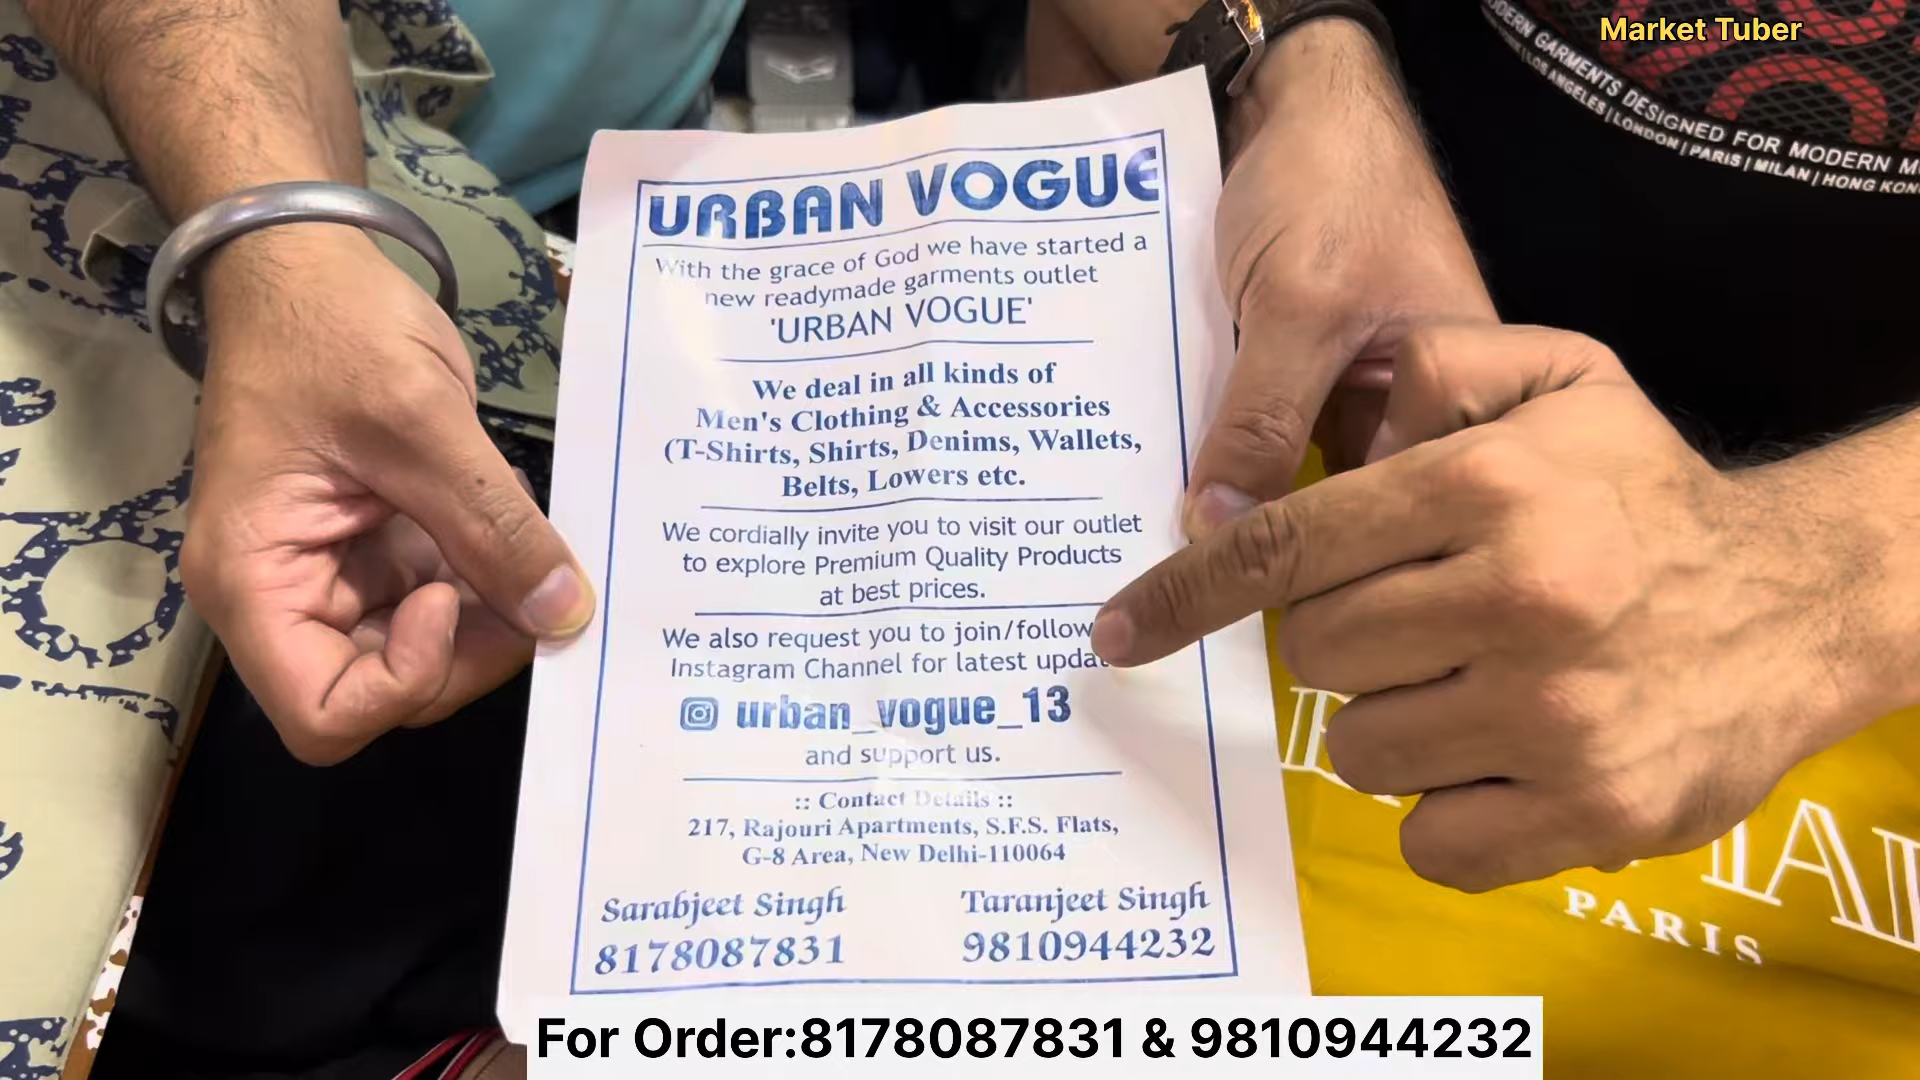 Market Tuber
MODERN GARMENTS DESIGNED FOR MODERN
LOS ANGELES | LONDON | PARIS | MILAN | HONG KONG
URBAN VOGUE
With the grace of God we have started a
new readymade garments outlet
'URBAN VOGUE'
We deal in all kinds of
Men's Clothing & Accessories
(T-Shirts, Shirts, Denims, Wallets,
Belts, Lowers etc.
We cordially invite you to visit our outlet
to explore Premium Quality Products
at best prices.
We also request you to join/follow
Instagram Channel for latest
urban_vogue_13
and support us.
:: Contact Details ::
217, Rajouri Apartments, S.F.S. Flats,
G-8 Area, New Delhi-110064
Sarabjeet Singh Taranjeet Singh
8178087831 9810944232
PARIS
For Order:8178087831 & 9810944232